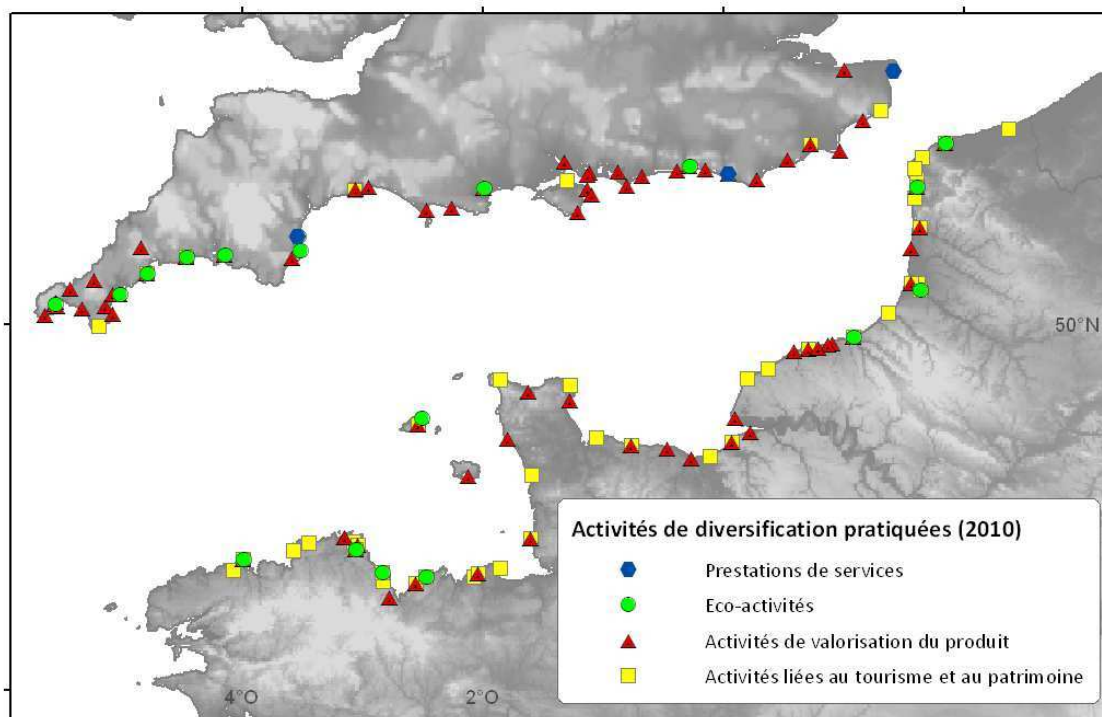 50°N
Activités de diversification pratiquées (2010)
Prestations de services
Eco-activités
Activités de valorisation du produit
Activités liées au tourisme et au patrimoine
4°O
2°O